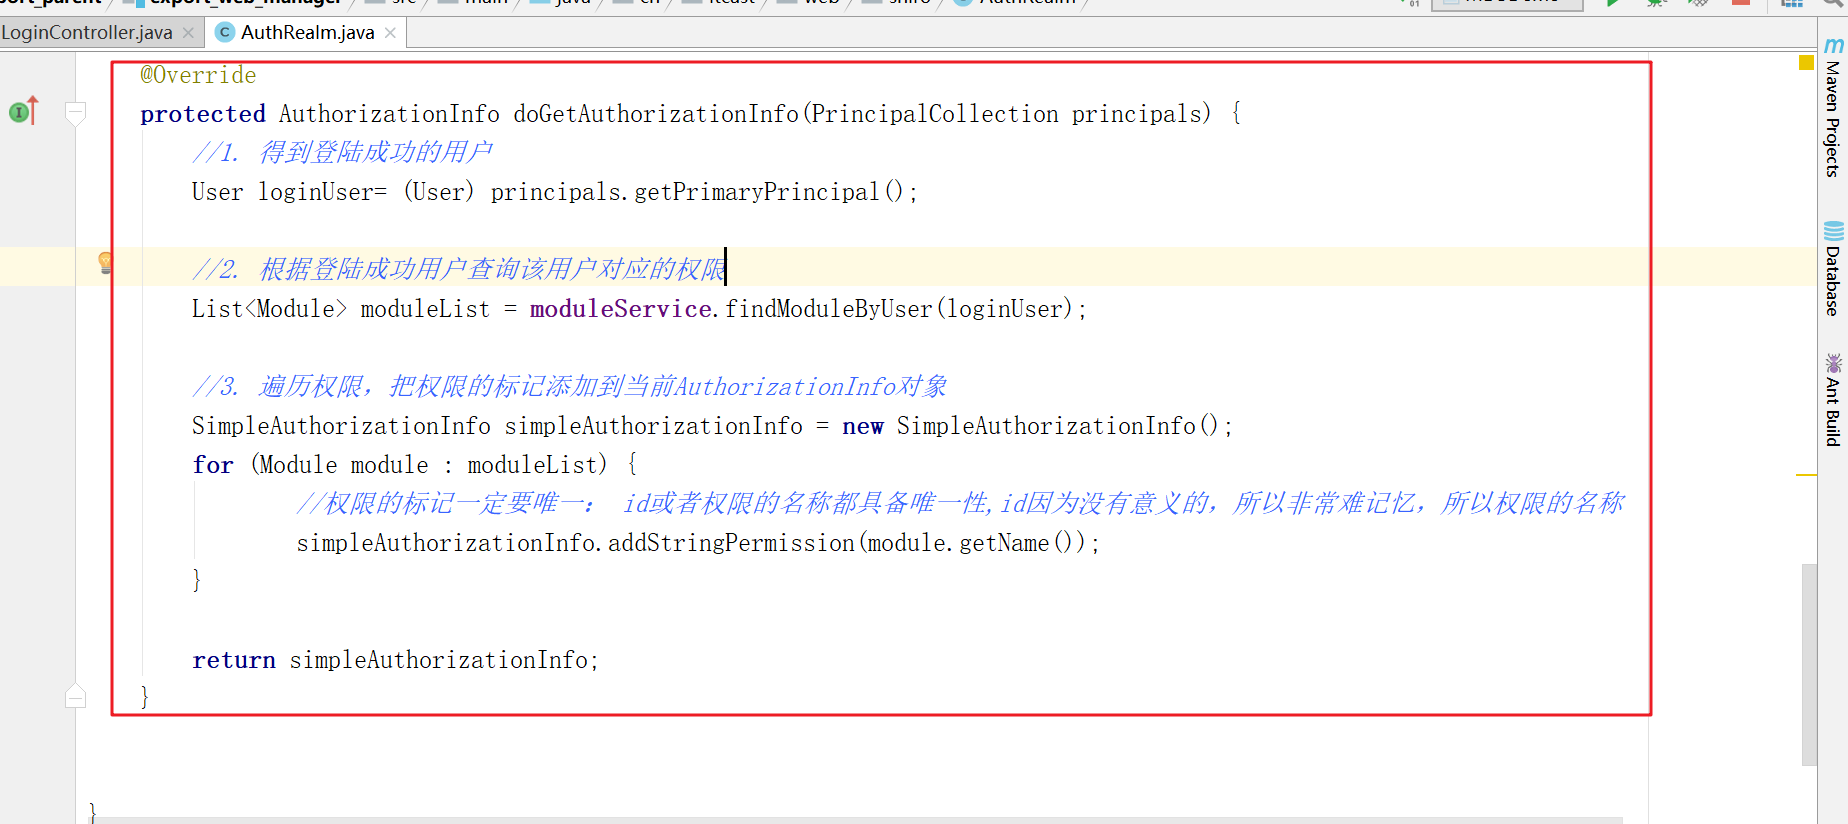 export_web_manager
LoginController.java
AuthRealm.java
@Override
protected AuthorizationInfo doGetAuthorizationInfo(PrincipalCollection principals) {
//1. 得到登陆成功的用户
User loginUser= (User) principals.getPrimaryPrincipal();
//2. 根据登陆成功用户查询该用户对应的权限
List<Module> moduleList = moduleService.findModuleByUser(loginUser);
//3. 遍历权限，把权限的标记添加到当前AuthorizationInfo对象
SimpleAuthorizationInfo simpleAuthorizationInfo = new SimpleAuthorizationInfo();
for (Module module : moduleList) {
//权限的标记一定要唯一： id或者权限的名称都具备唯一性,id因为没有意义的，所以非常难记忆，所以权限的名称
simpleAuthorizationInfo.addStringPermission(module.getName());
}
return simpleAuthorizationInfo;
}
}
Maven Projects
Database
Ant Build